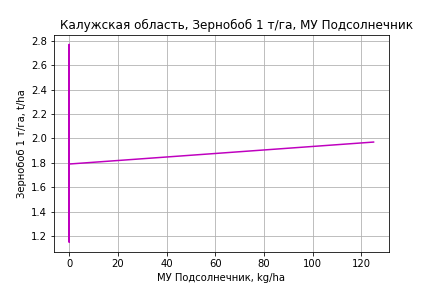 Калужская область, Зернобоб 1 т/га, МУ Подсолнечник
2.8
2.6
2.4
2.2
2.0
1.8
1.6
1.4
1.2
Зернобоб 1 т/га, t/ha
0 20 40 60 80 100 120
МУ Подсолнечник, kg/ha